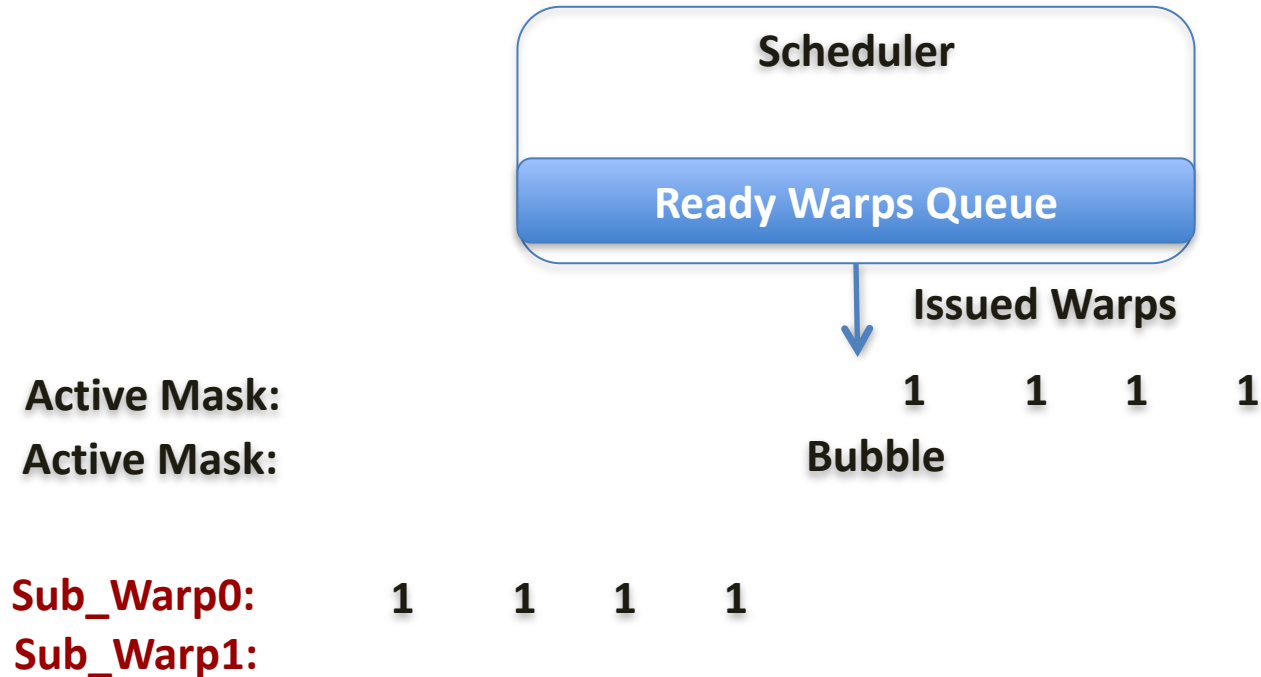 Scheduler
Ready Warps Queue
Issued Warps
Active Mask: 1 1 1 1
Active Mask: Bubble
Sub_Warp0: 1 1 1 1
Sub_Warp1: